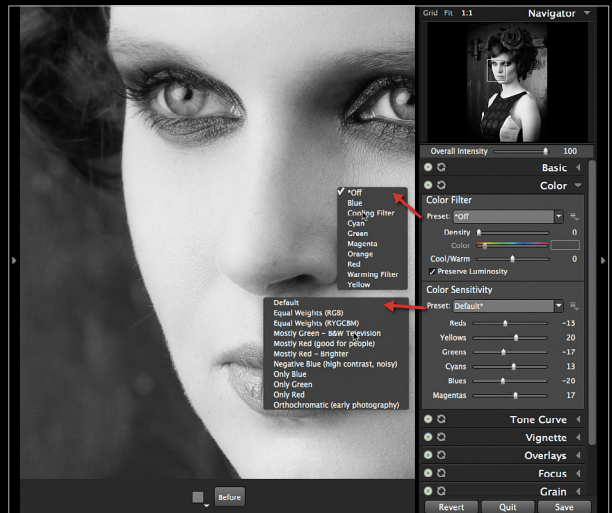 Grid Fit 1:1 Navigator
Overall Intensity 100
Basic
Color
Color Filter
Preset: *Off
Density 0
Color
Cool/Warm 0
Preserve Luminosity
Color Sensitivity
Preset: Default*
Reds -13
Yellows 20
Greens -17
Cyans 13
Blues -20
Magentas 17
Tone Curve
Vignette
Overlays
Focus
Grain
Revert Quit Save
*Off
Blue
Cooling Filter
Cyan
Green
Magenta
Orange
Red
Warming Filter
Yellow
Default
Equal Weights (RGB)
Equal Weights (RYGCBM)
Mostly Green - B&W Television
Mostly Red (good for people)
Mostly Red - Brighter
Negative Blue (high contrast, noisy)
Only Blue
Only Green
Only Red
Orthochromatic (early photography)
Before